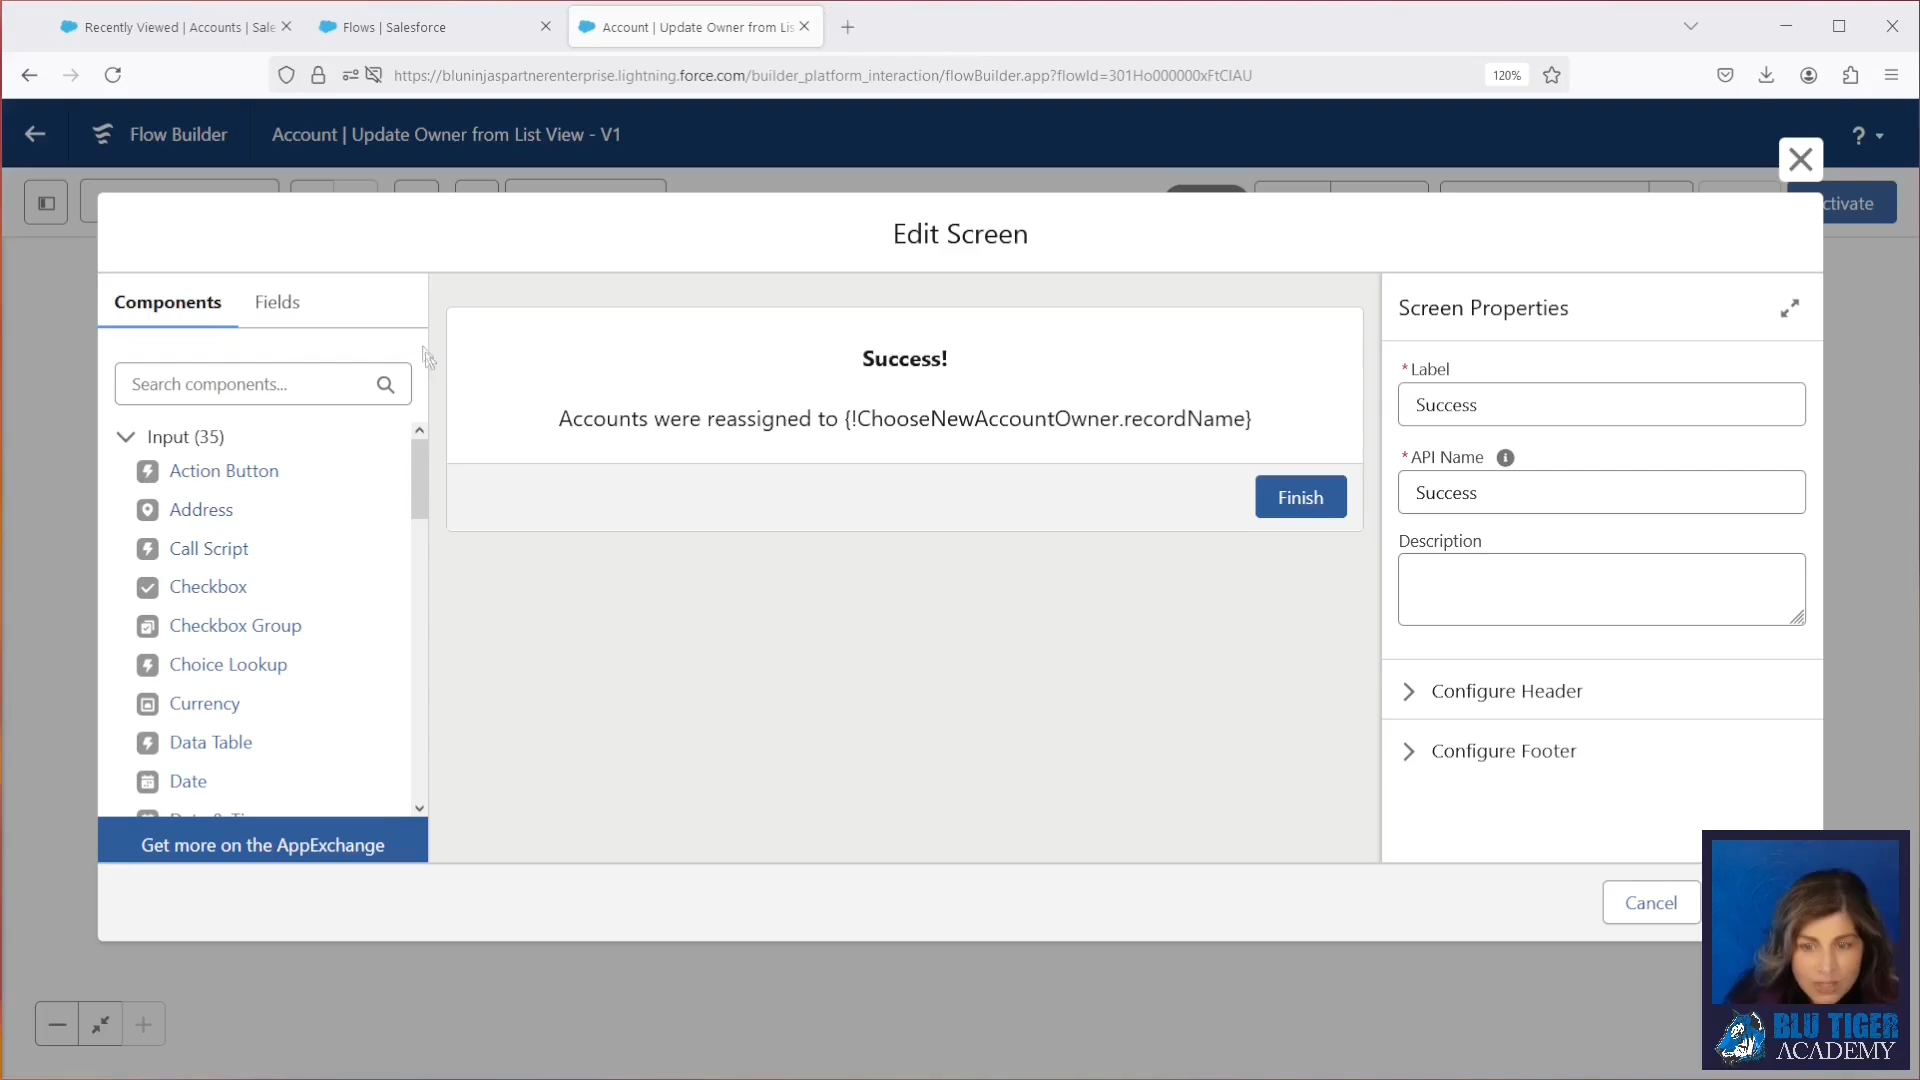 Recently Viewed | Accounts | Sale
Flows | Salesforce
Account | Update Owner from Lis
https://bluninjaspartnerenterprise.lightning.force.com/builder_platform_interaction/flowBuilder.app?flowId=301Ho000000xFtCIAU
120%
Flow Builder
Account | Update Owner from List View - V1
?
ctivate
Edit Screen
Components
Fields
Search components...
Input (35)
Action Button
Address
Call Script
Checkbox
Checkbox Group
Choice Lookup
Currency
Data Table
Date
Get more on the AppExchange
Success!
Accounts were reassigned to {!ChooseNewAccountOwner.recordName}
Finish
Screen Properties
* Label
Success
* API Name
Success
Description
Configure Header
Configure Footer
Cancel
BLU TIGER
ACADEMY